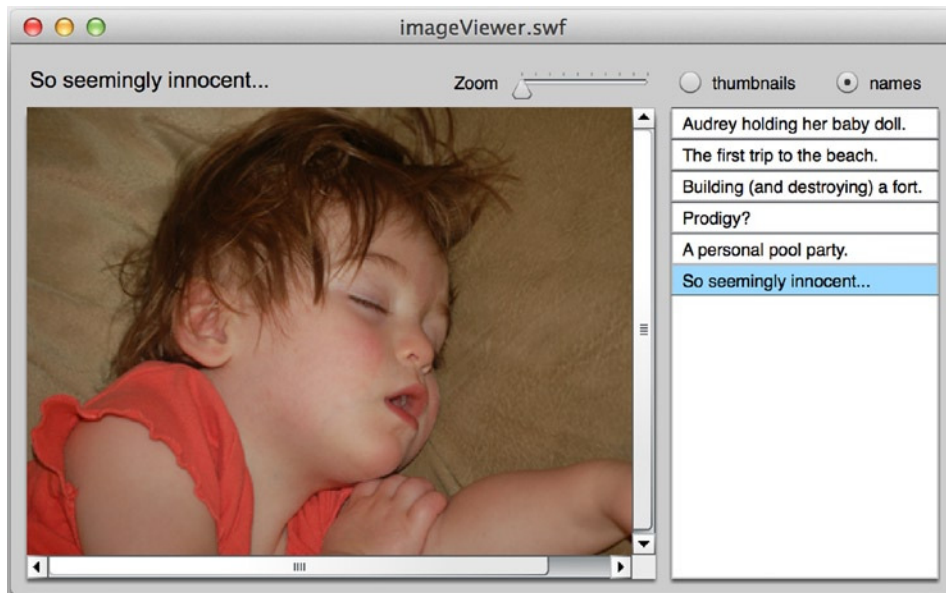 imageViewer.swf
So seemingly innocent...
Zoom
thumbnails
names
Audrey holding her baby doll.
The first trip to the beach.
Building (and destroying) a fort.
Prodigy?
A personal pool party.
So seemingly innocent...